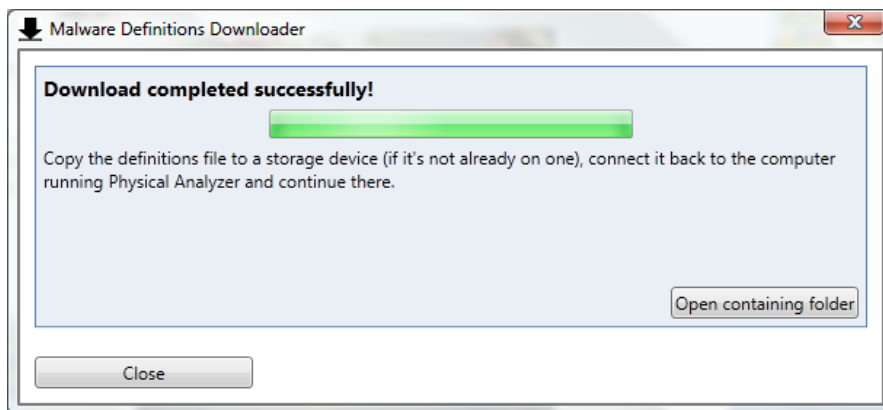 Malware Definitions Downloader
Download completed successfully!
Copy the definitions file to a storage device (if it's not already on one), connect it back to the computer
running Physical Analyzer and continue there.
Open containing folder
Close